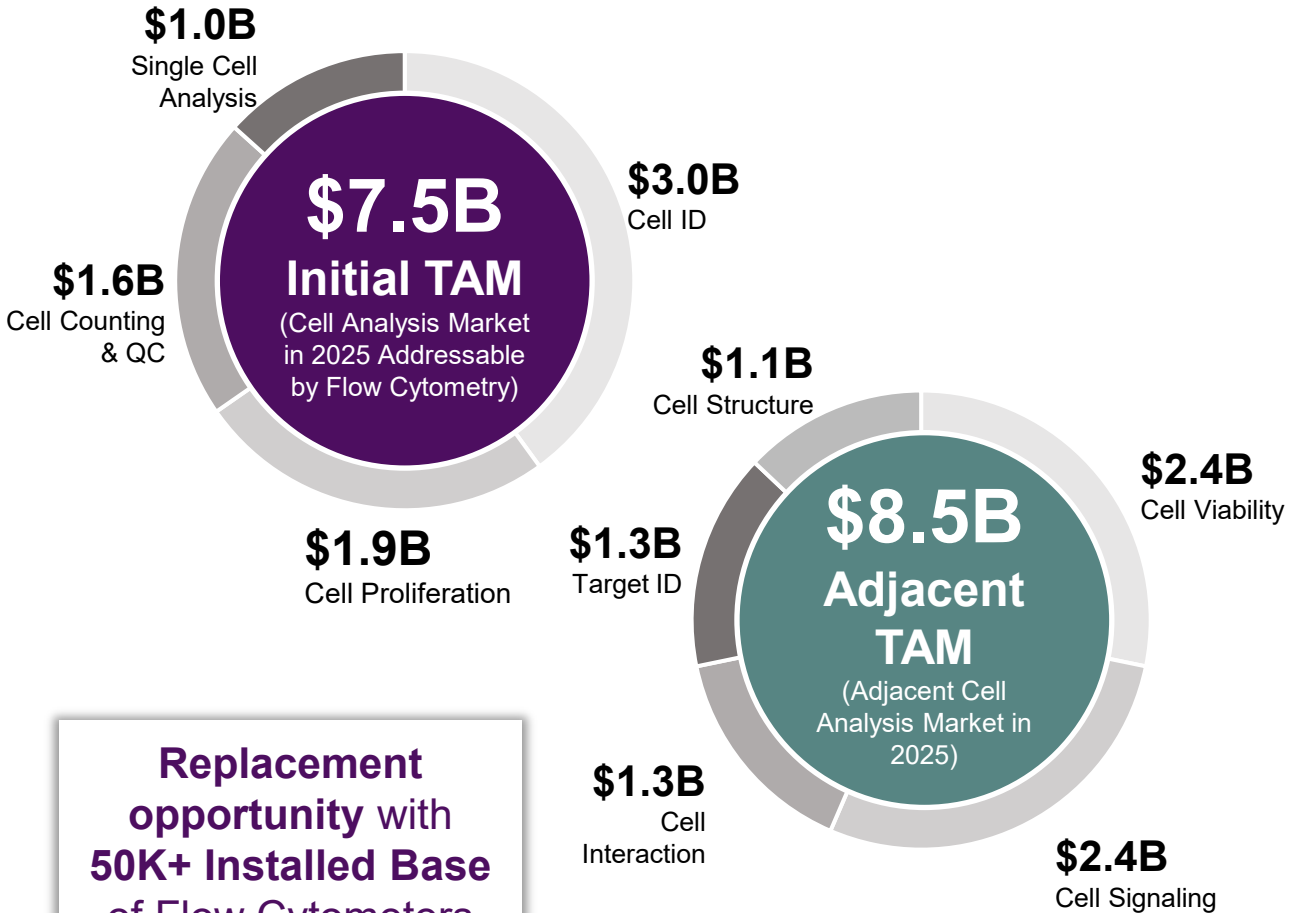 $1.0B
Single Cell
Analysis
$3.0B
Cell ID
$7.5B
Initial TAM
(Cell Analysis Market
in 2025 Addressable
by Flow Cytometry)
$1.6B
Cell Counting
& QC
$1.9B
Cell Proliferation
$1.1B
Cell Structure
$2.4B
Cell Viability
$8.5B
Adjacent
TAM
(Adjacent Cell
Analysis Market in
2025)
$1.3B
Target ID
$1.3B
Cell
Interaction
$2.4B
Cell Signaling
Replacement
opportunity with
50K+ Installed Base
of Flow Cytometers